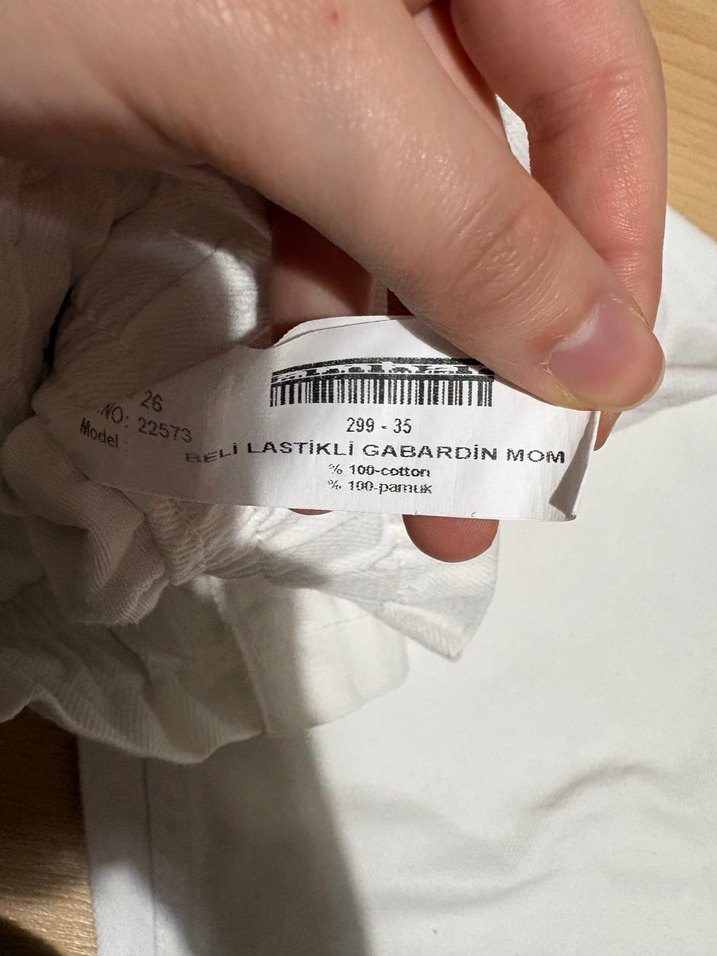 26
NO: 22573
Model
299 - 35
BELİ LASTİKLİ GABARDİN MOM
% 100-cotton
% 100-pamuk